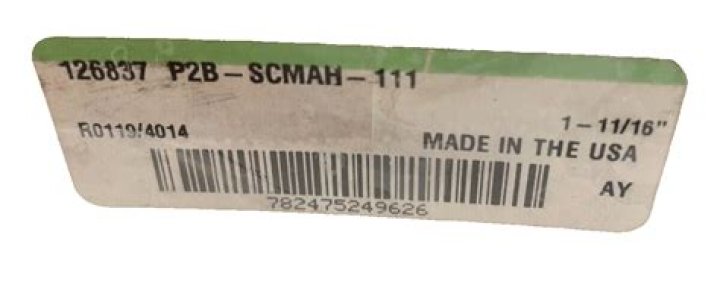 126837 P2B-SCMAH-111
R0119/4014
1-11/16"
MADE IN THE USA
AY
782475249626